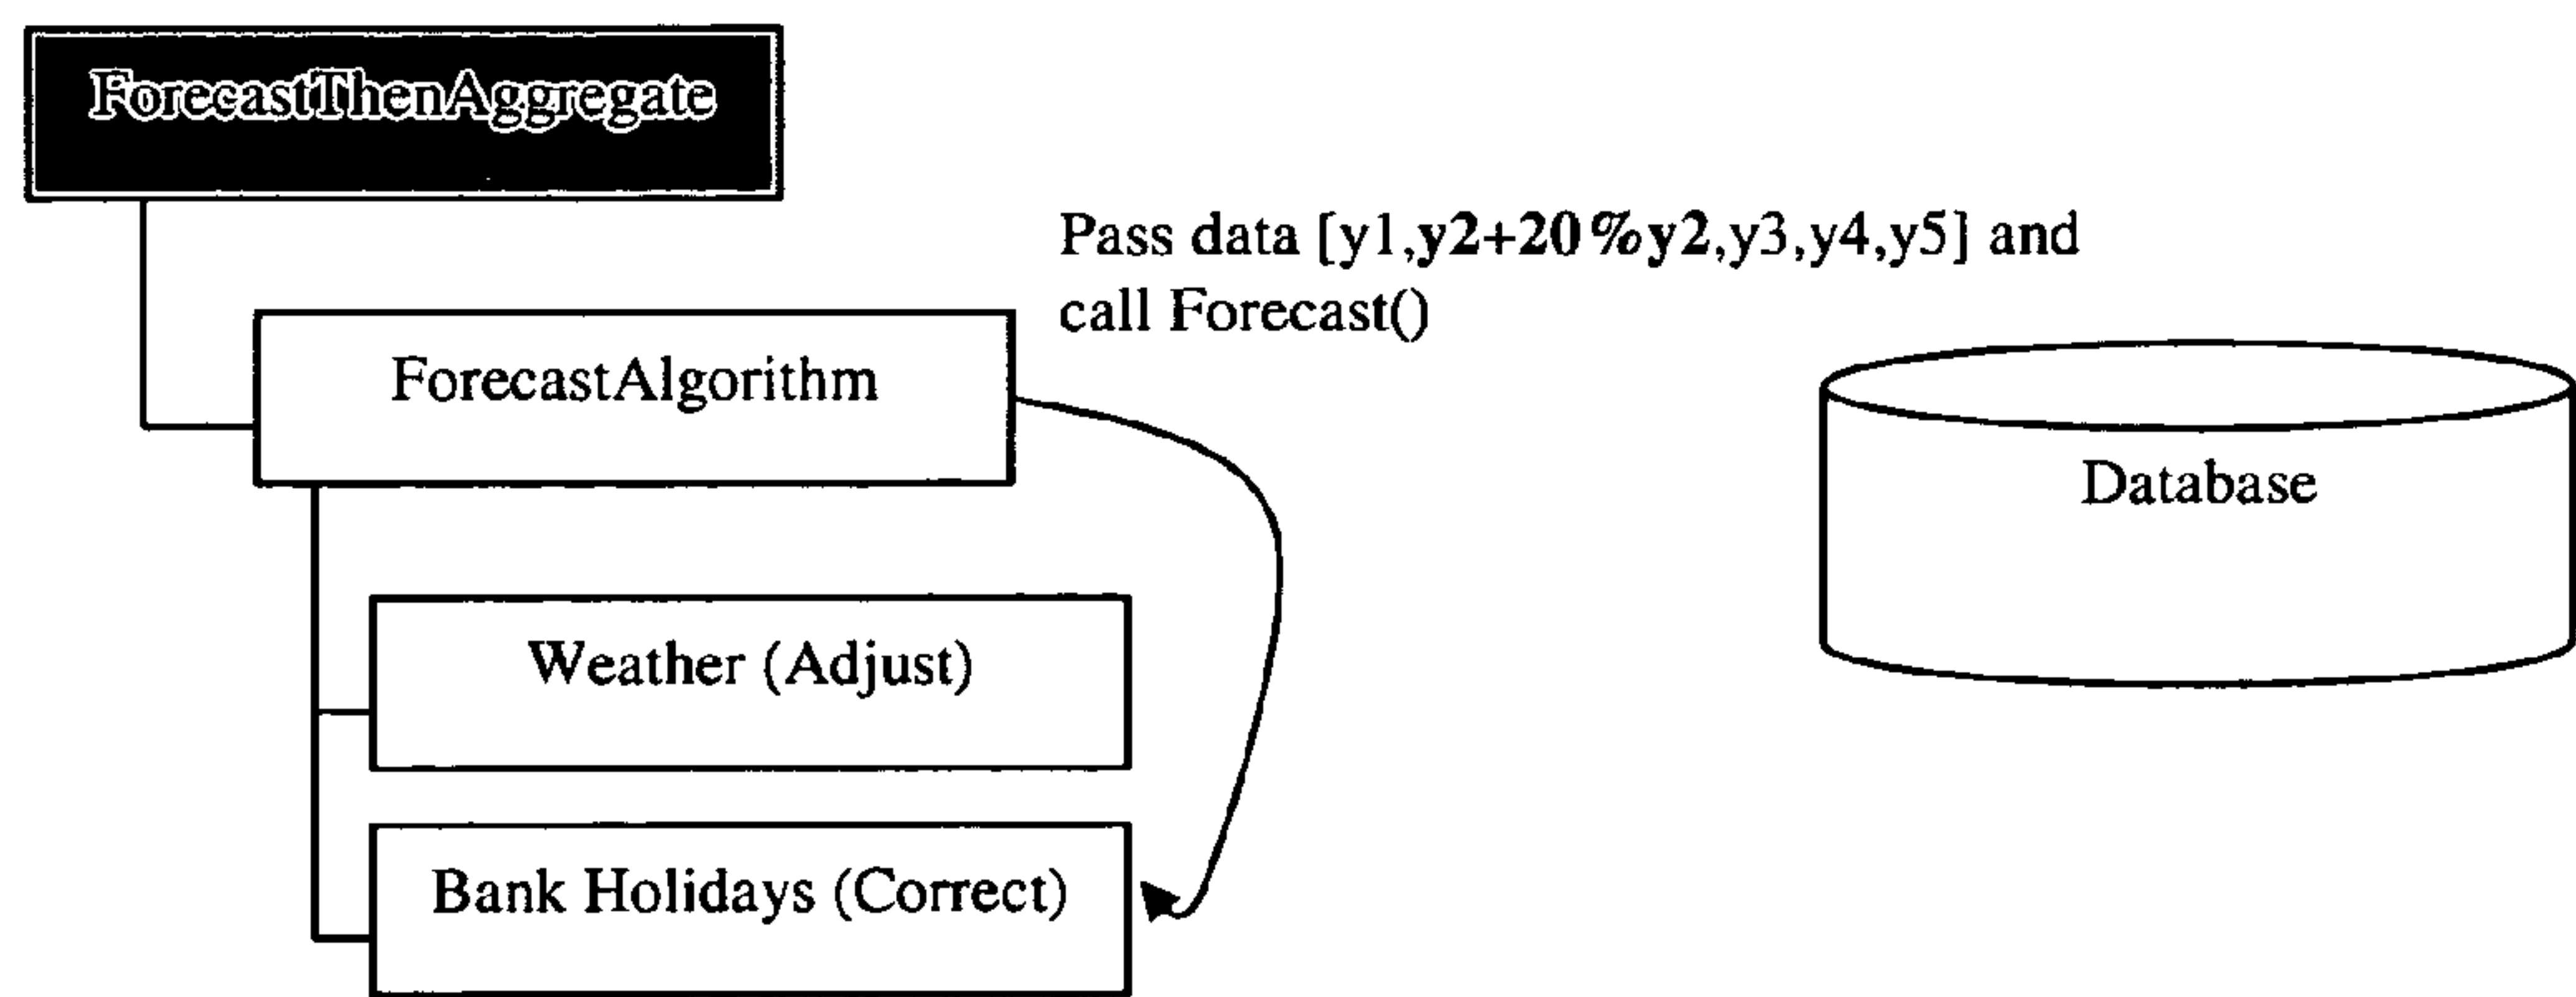 ForecastThenAggregate
Pass data [y1,y2+20%y2,y3,y4,y5] and
call Forecast()
ForecastAlgorithm
Database
Weather (Adjust)
Bank Holidays (Correct)